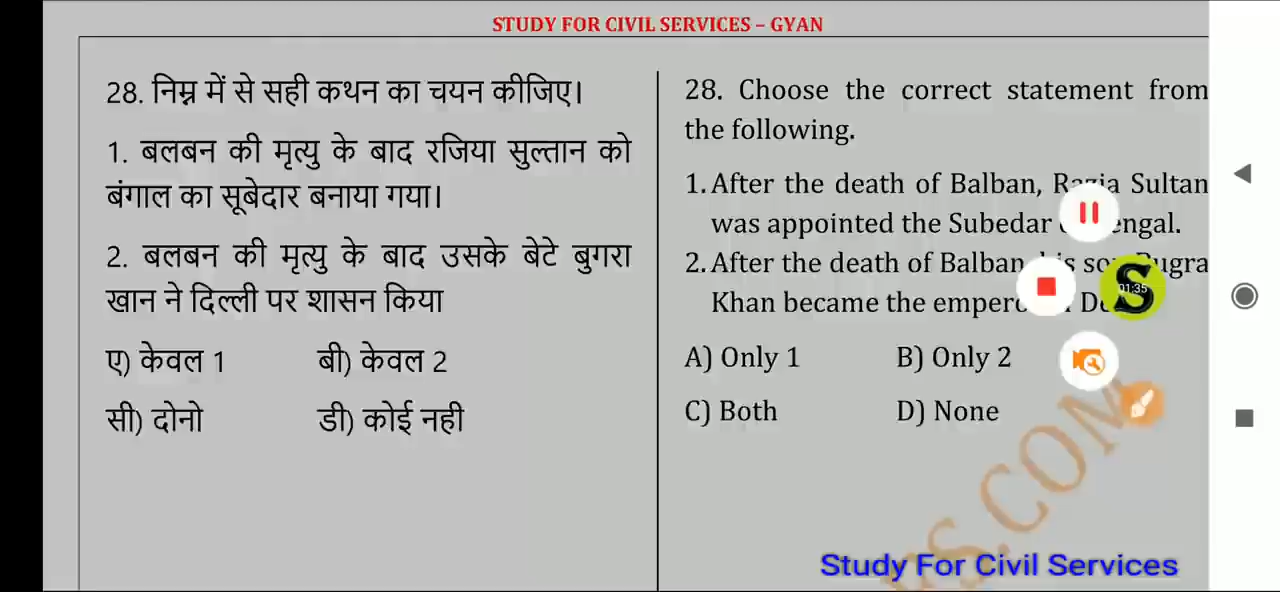 STUDY FOR CIVIL SERVICES – GYAN
28. निम्न में से सही कथन का चयन कीजिए।
1. बलबन की मृत्यु के बाद रजिया सुल्तान को
बंगाल का सूबेदार बनाया गया।
2. बलबन की मृत्यु के बाद उसके बेटे बुगरा
खान ने दिल्ली पर शासन किया
ए) केवल 1 बी) केवल 2
सी) दोनो डी) कोई नही
28. Choose the correct statement from
the following.
1. After the death of Balban, Razia Sultan
was appointed the Subedar
2. After the death of Balban
Khan became the
A) Only 1 B) Only 2
C) Both D) None
S
01:35
Study For Civil Services